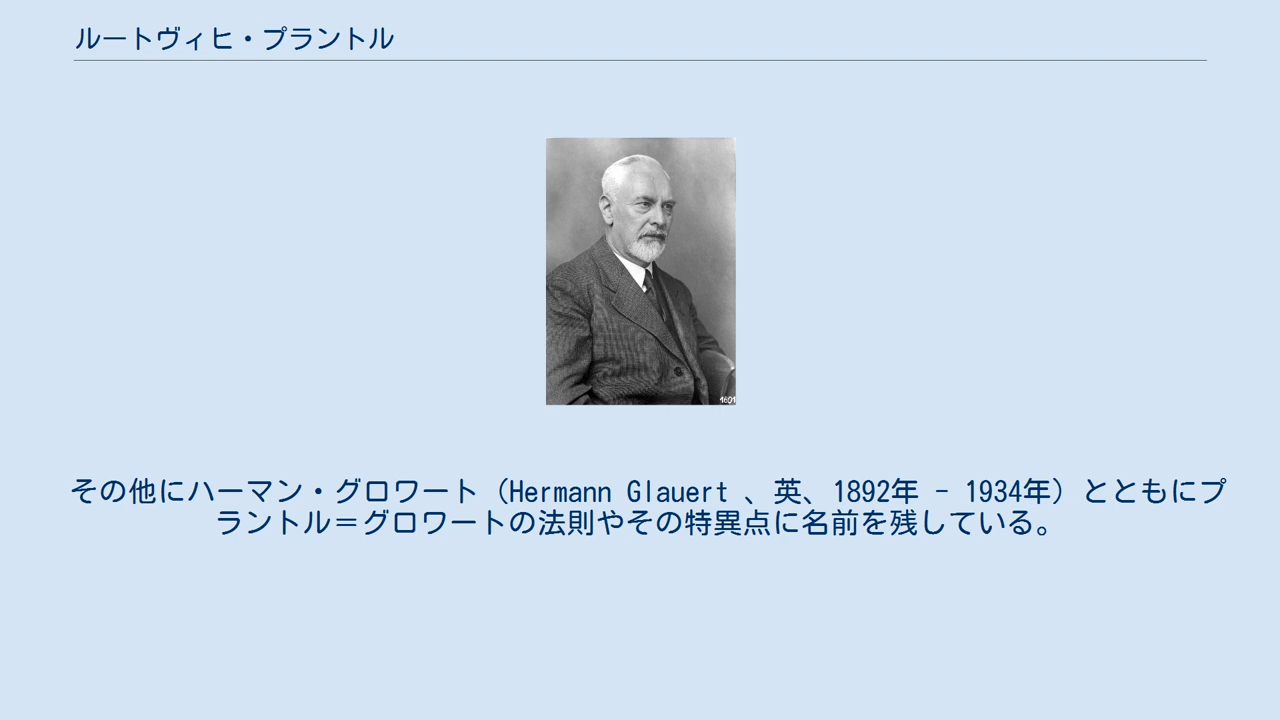 ルートヴィヒ・プラントル
1601
その他にハーマン・グロワート（Hermann Glauert 、英、1892年 - 1934年）とともにプ
ラントル＝グロワートの法則やその特異点に名前を残している。